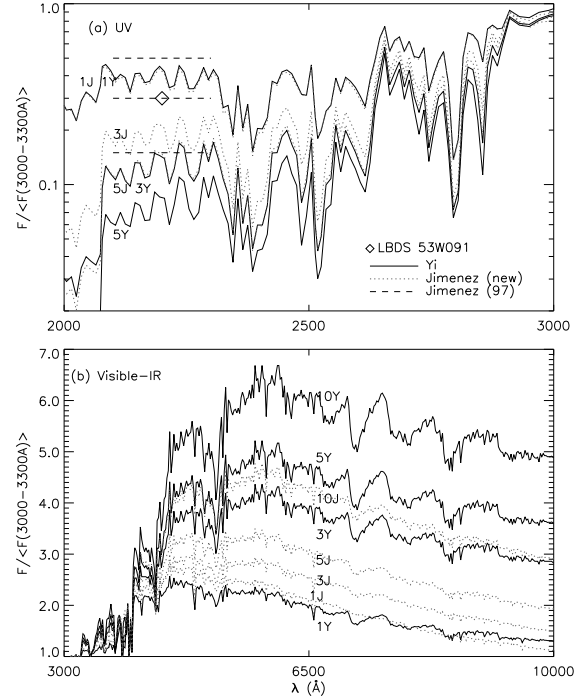 (a) UV
1.0
0.1
F/<F(3000-3300A)>
1J 1Y
3J
5J 3Y
5Y
LBDS 53W091
Yi
Jimenez (new)
Jimenez (97)
2000 2500 3000
(b) Visible-IR
7.0
6.0
5.0
4.0
3.0
2.0
1.0
F/<F(3000-3300A)>
10Y
5Y
10J
3Y
5J
3J
1J
1Y
3000 6500 10000
λ (Å)